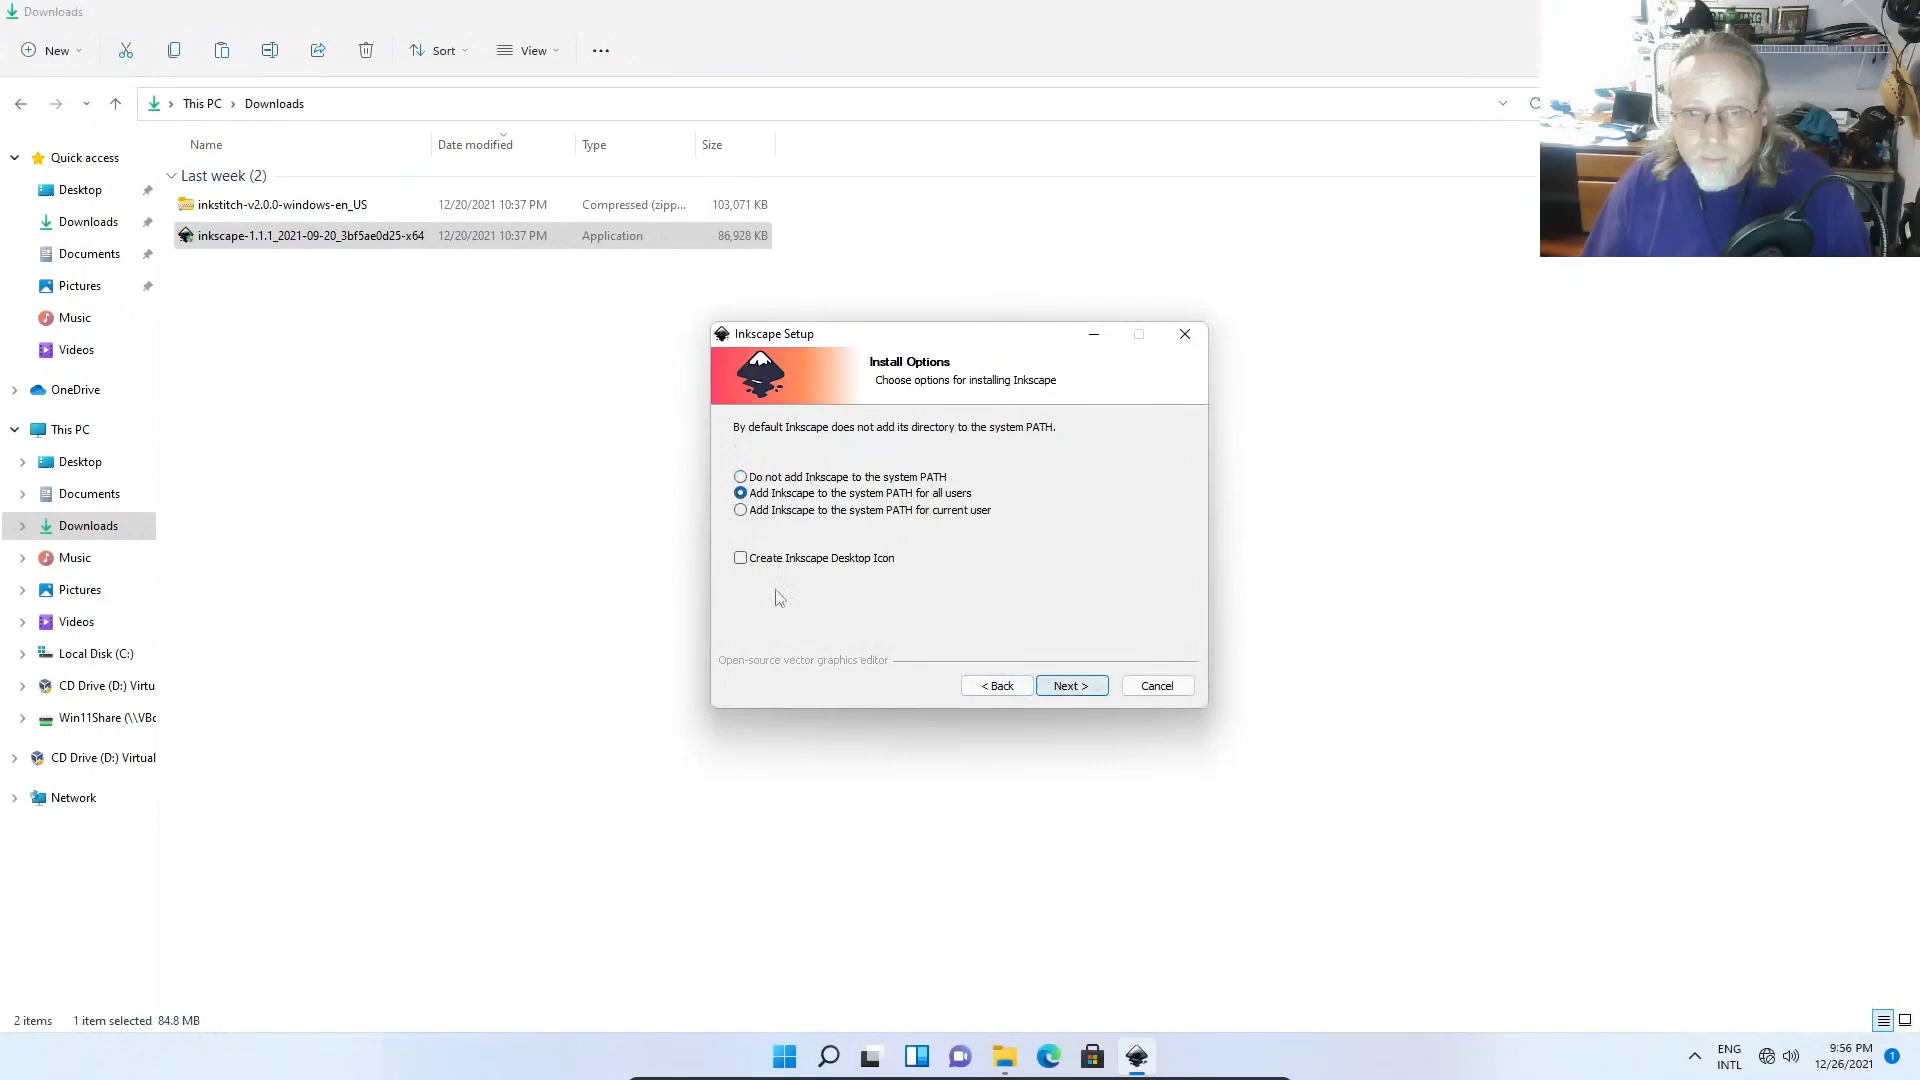 Downloads
New
Sort
View
This PC
Downloads
Name
Date modified
Type
Size
Quick access
Desktop
Downloads
Documents
Pictures
Music
Videos
OneDrive
This PC
Desktop
Documents
Downloads
Music
Pictures
Videos
Local Disk (C:)
CD Drive (D:) Virtu
Win11Share (\\VBo
CD Drive (D:) Virtual
Network
Last week (2)
inkstitch-v2.0.0-windows-en_US 12/20/2021 10:37 PM Compressed (zipp... 103,071 KB
inkscape-1.1.1_2021-09-20_3bf5ae0d25-x64 12/20/2021 10:37 PM Application 86,928 KB
Inkscape Setup
Install Options
Choose options for installing Inkscape
By default Inkscape does not add its directory to the system PATH.
Do not add Inkscape to the system PATH
Add Inkscape to the system PATH for all users
Add Inkscape to the system PATH for current user
Create Inkscape Desktop Icon
Open-source vector graphics editor
< Back
Next >
Cancel
2 items
1 item selected 84.8 MB
ENG
INTL
9:56 PM
12/26/2021
1